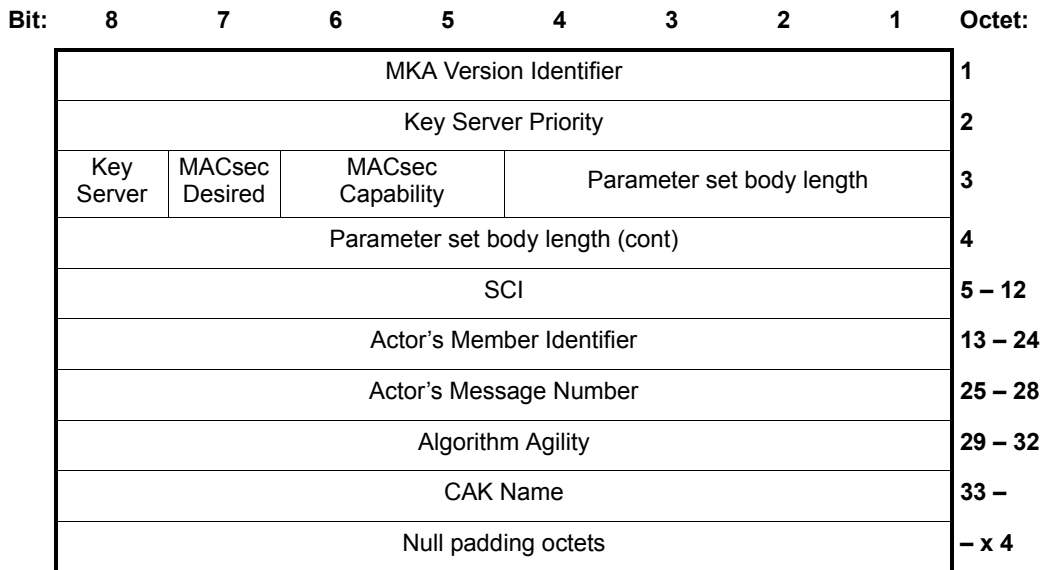 Bit: 8 7 6 5 4 3 2 1 Octet:
MKA Version Identifier 1
Key Server Priority 2
Key Server MACsec Desired MACsec Capability Parameter set body length 3
Parameter set body length (cont) 4
SCI 5 – 12
Actor’s Member Identifier 13 – 24
Actor’s Message Number 25 – 28
Algorithm Agility 29 – 32
CAK Name 33 –
Null padding octets – x 4